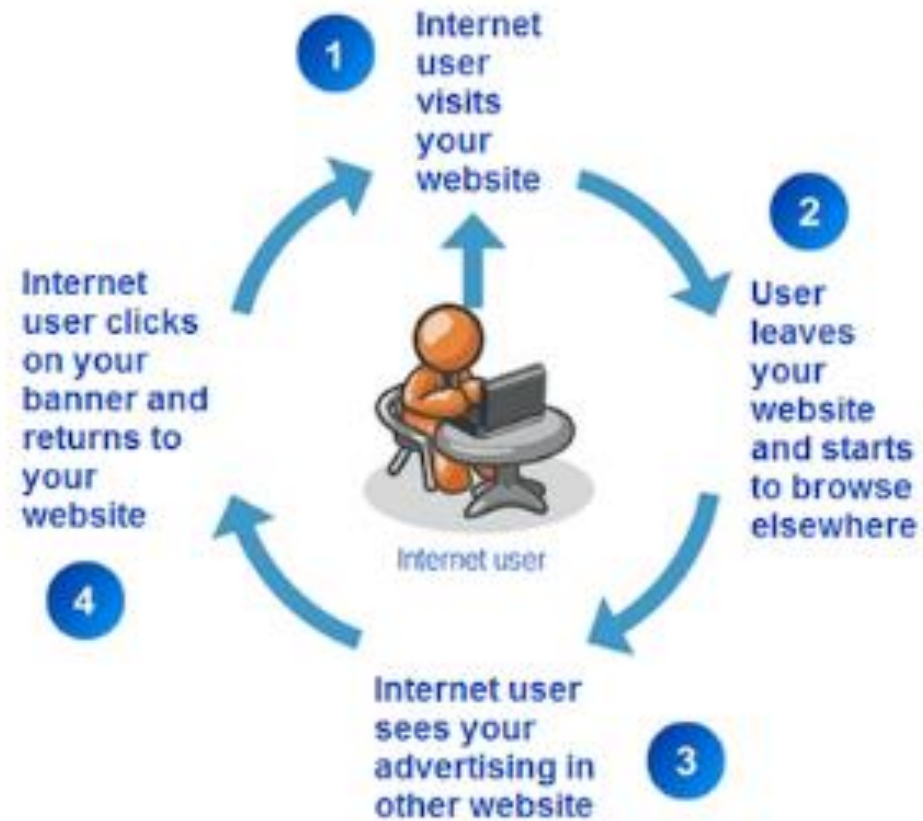 1
Internet
user
visits
your
website
2
User
leaves
your
website
and starts
to browse
elsewhere
Internet user
sees your
advertising in
other website
3
Internet
user clicks
on your
banner and
returns to
your
website
4
Internet user